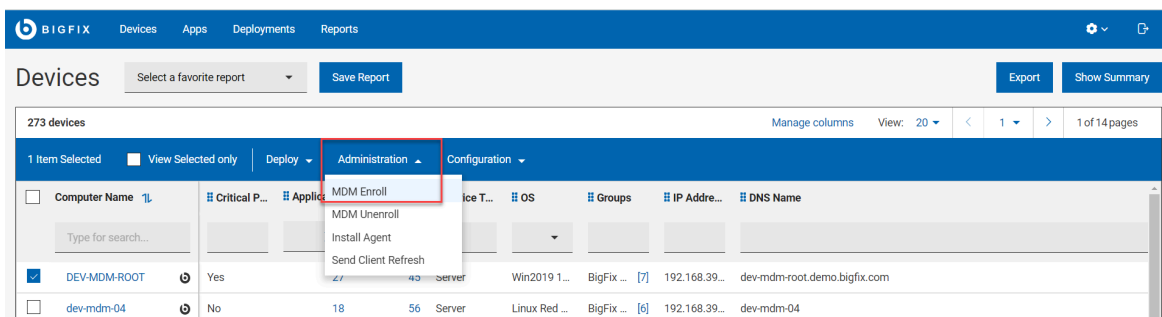 BIGFIX Devices Apps Deployments Reports
Devices Select a favorite report Save Report Export Show Summary
273 devices Manage columns View: 20 1 1 of 14 pages
1 Item Selected View Selected only Deploy Administration Configuration
MDM Enroll
MDM Unenroll
Install Agent
Send Client Refresh
Computer Name Critical P... Applica ice T... OS Groups IP Addre... DNS Name
Type for search...
DEV-MDM-ROOT Yes 27 45 Server Win2019 1... BigFix ... [7] 192.168.39... dev-mdm-root.demo.bigfix.com
dev-mdm-04 No 18 56 Server Linux Red ... BigFix ... [6] 192.168.39... dev-mdm-04